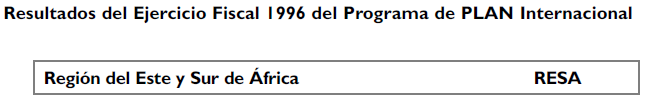 Resultados del Ejercicio Fiscal 1996 del Programa de PLAN Internacional
Región del Este y Sur de África RESA